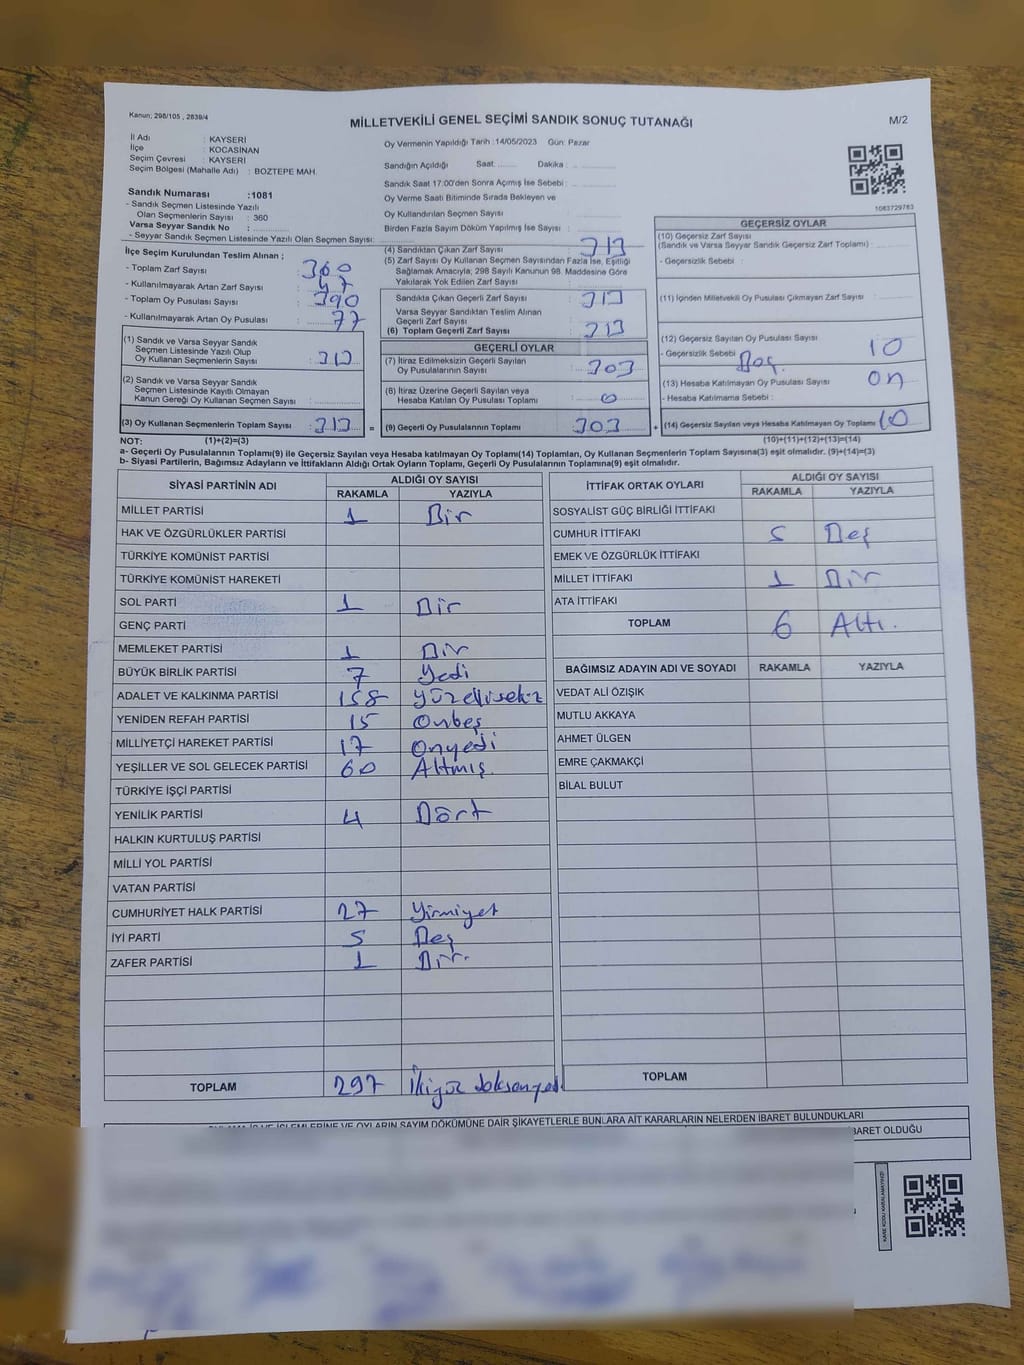 Kanun; 298/105 , 2839/4
MİLLETVEKİLİ GENEL SEÇİMİ SANDIK SONUÇ TUTANAĞI
M/2
İl Adı : KAYSERİ
İlçe : KOCASİNAN
Seçim Çevresi : KAYSERİ
Seçim Bölgesi (Mahalle Adı) : BOZTEPE MAH.
Sandık Numarası :1081
- Sandık Seçmen Listesinde Yazılı
Olan Seçmenlerin Sayısı : 360
Varsa Seyyar Sandık No :
- Seyyar Sandık Seçmen Listesinde Yazılı Olan Seçmen Sayısı:
Oy Vermenin Yapıldığı Tarih :14/05/2023 Gün: Pazar
Sandığın Açıldığı Saat....... Dakika :
Sandık Saat 17:00'den Sonra Açmış İse Sebebi :
Oy Verme Saati Bitiminde Sırada Bekleyen ve
Oy Kullandırılan Seçmen Sayısı
Birden Fazla Sayım Döküm Yapılmış İse Sayısı :
1083729783
İlçe Seçim Kurulundan Teslim Alınan ;
- Toplam Zarf Sayısı : 360
- Kullanılmayarak Artan Zarf Sayısı : 47
- Toplam Oy Pusulası Sayısı : 390
- Kullanılmayarak Artan Oy Pusulası : 77
(1) Sandık ve Varsa Seyyar Sandık
Seçmen Listesinde Yazılı Olup
Oy Kullanan Seçmenlerin Sayısı : 313
(2) Sandık ve Varsa Seyyar Sandık
Seçmen Listesinde Kayıtlı Olmayan
Kanun Gereği Oy Kullanan Seçmen Sayısı :
(3) Oy Kullanan Seçmenlerin Toplam Sayısı : 313 =
(4) Sandıktan Çıkan Zarf Sayısı : 313
(5) Zarf Sayısı Oy Kullanan Seçmen Sayısından Fazla İse, Eşitliği
Sağlamak Amacıyla; 298 Sayılı Kanunun 98. Maddesine Göre
Yakılarak Yok Edilen Zarf Sayısı :
Sandıkta Çıkan Geçerli Zarf Sayısı : 313
Varsa Seyyar Sandıktan Teslim Alınan
Geçerli Zarf Sayısı
(6) Toplam Geçerli Zarf Sayısı : 313
GEÇERLİ OYLAR
(7) İtiraz Edilmeksizin Geçerli Sayılan
Oy Pusulalarının Sayısı : 303
(8) İtiraz Üzerine Geçerli Sayılan veya
Hesaba Katılan Oy Pusulası Toplamı : 0
(9) Geçerli Oy Pusulalarının Toplamı : 303 +
GEÇERSİZ OYLAR
(10) Geçersiz Zarf Sayısı
(Sandık ve Varsa Seyyar Sandık Geçersiz Zarf Toplamı) :
- Geçersizlik Sebebi :
(11) İçinden Milletvekili Oy Pusulası Çıkmayan Zarf Sayısı :
(12) Geçersiz Sayılan Oy Pusulası Sayısı : 10
- Geçersizlik Sebebi : Boş.
(13) Hesaba Katılmayan Oy Pusulası Sayısı : On
- Hesaba Katılmama Sebebi :
(14) Geçersiz Sayılan veya Hesaba Katılmayan Oy Toplamı : 10
NOT: (1)+(2)=(3) (10)+(11)+(12)+(13)=(14)
a- Geçerli Oy Pusulalarının Toplamı(9) ile Geçersiz Sayılan veya Hesaba katılmayan Oy Toplamı(14) Toplamları, Oy Kullanan Seçmenlerin Toplam Sayısına(3) eşit olmalıdır. (9)+(14)=(3)
b- Siyasi Partilerin, Bağımsız Adayların ve İttifakların Aldığı Ortak Oyların Toplamı, Geçerli Oy Pusulalarının Toplamına(9) eşit olmalıdır.
SİYASİ PARTİNİN ADI ALDIĞI OY SAYISI
RAKAMLA YAZIYLA
MİLLET PARTİSİ 1 Bir
HAK VE ÖZGÜRLÜKLER PARTİSİ
TÜRKİYE KOMÜNİST PARTİSİ
TÜRKİYE KOMÜNİST HAREKETİ
SOL PARTİ 1 Bir
GENÇ PARTİ
MEMLEKET PARTİSİ 1 Bir
BÜYÜK BİRLİK PARTİSİ 7 Yedi
ADALET VE KALKINMA PARTİSİ 158 Yüzellisekiz
YENİDEN REFAH PARTİSİ 15 Onbeş
MİLLİYETÇİ HAREKET PARTİSİ 17 Onyedi
YEŞİLLER VE SOL GELECEK PARTİSİ 60 Altmış
TÜRKİYE İŞÇİ PARTİSİ
YENİLİK PARTİSİ 4 Dört
HALKIN KURTULUŞ PARTİSİ
MİLLİ YOL PARTİSİ
VATAN PARTİSİ
CUMHURİYET HALK PARTİSİ 27 Yirmiyet
İYİ PARTİ 5 Beş
ZAFER PARTİSİ 1 Bir.
TOPLAM 297 İkiyüz doksanyedi
İTTİFAK ORTAK OYLARI ALDIĞI OY SAYISI
RAKAMLA YAZIYLA
SOSYALİST GÜÇ BİRLİĞİ İTTİFAKI
CUMHUR İTTİFAKI 5 Beş
EMEK VE ÖZGÜRLÜK İTTİFAKI
MİLLET İTTİFAKI 1 Bir
ATA İTTİFAKI
TOPLAM 6 Altı.
BAĞIMSIZ ADAYIN ADI VE SOYADI RAKAMLA YAZIYLA
VEDAT ALİ ÖZIŞIK
MUTLU AKKAYA
AHMET ÜLGEN
EMRE ÇAKMAKÇİ
BİLAL BULUT
TOPLAM
İŞLEMLERİNE VE OYLARIN SAYIM DÖKÜMÜNE DAİR ŞİKAYETLERLE BUNLARA AİT KARARLARIN NELERDEN İBARET BULUNDUKLARI
BARET OLDUĞU